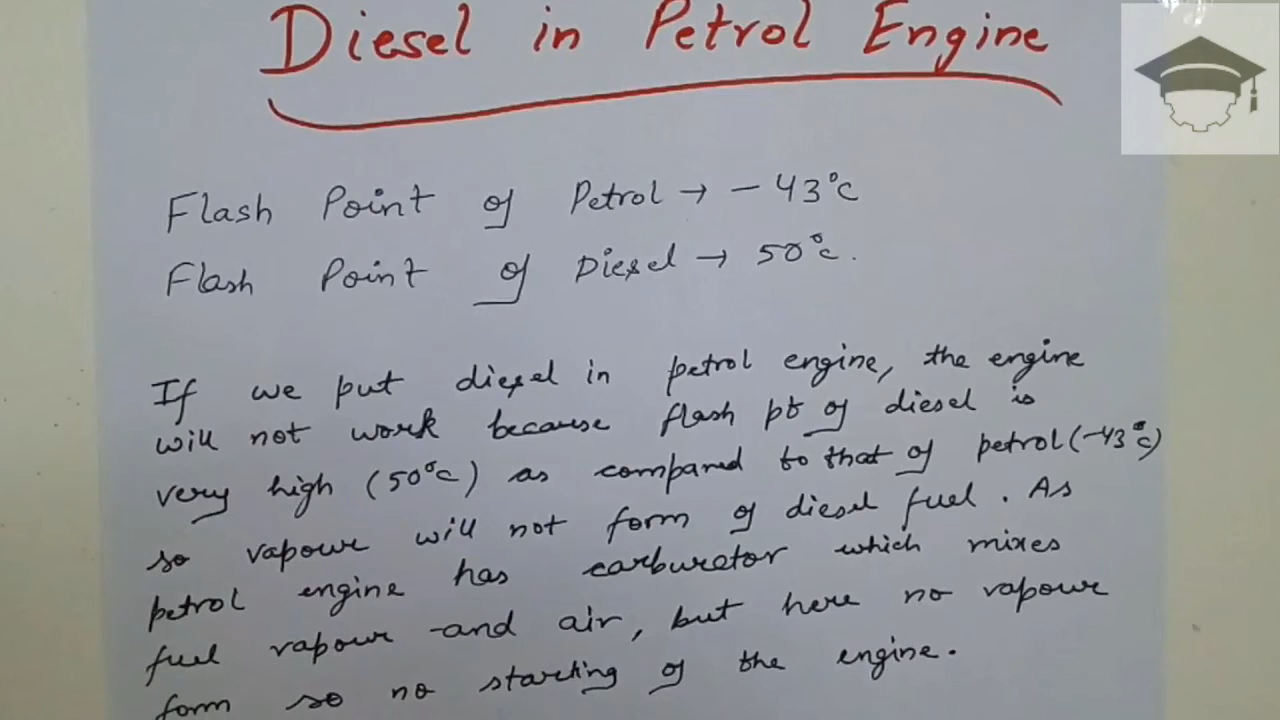 Diesel in Petrol Engine
Flash Point of Petrol → - 43°C
Flash Point of Diesel → 50°C.
If we put diesel in petrol engine, the engine
will not work because flash pt of diesel is
very high (50°C) as compared to that of petrol (-43°C)
so vapour will not form of diesel fuel. As
petrol engine has carburetor which mixes
fuel vapour and air, but here no vapour
form so no starting of the engine.